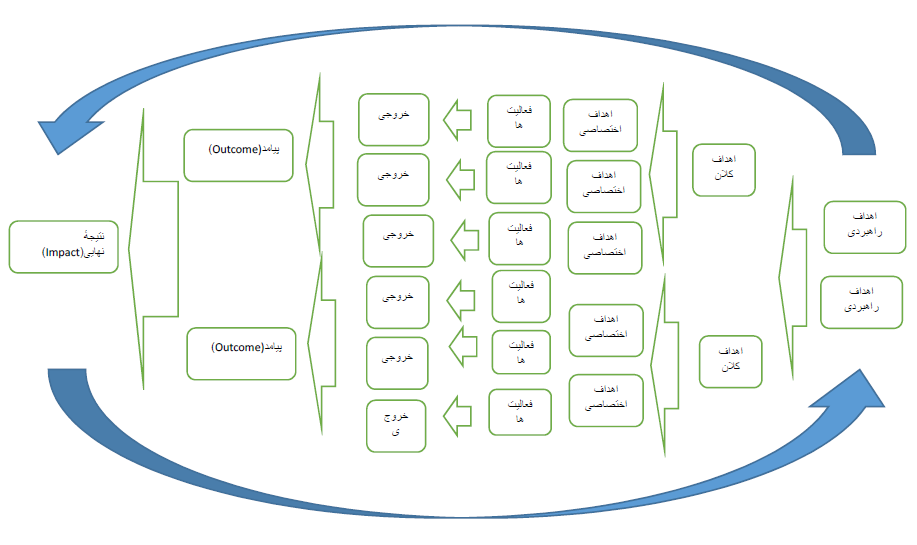 اهداف
راهبردی
اهداف
راهبردی
اهداف
کلان
اهداف
کلان
اهداف
اختصاصی
اهداف
اختصاصی
اهداف
اختصاصی
اهداف
اختصاصی
اهداف
اختصاصی
فعالیت
ها
فعالیت
ها
فعالیت
ها
فعالیت
ها
فعالیت
ها
فعالیت
ها
خروجی
خروجی
خروجی
خروجی
خروجی
خروج
ی
پیامد(Outcome)
پیامد(Outcome)
نتیجۀ
نهایی(Impact)